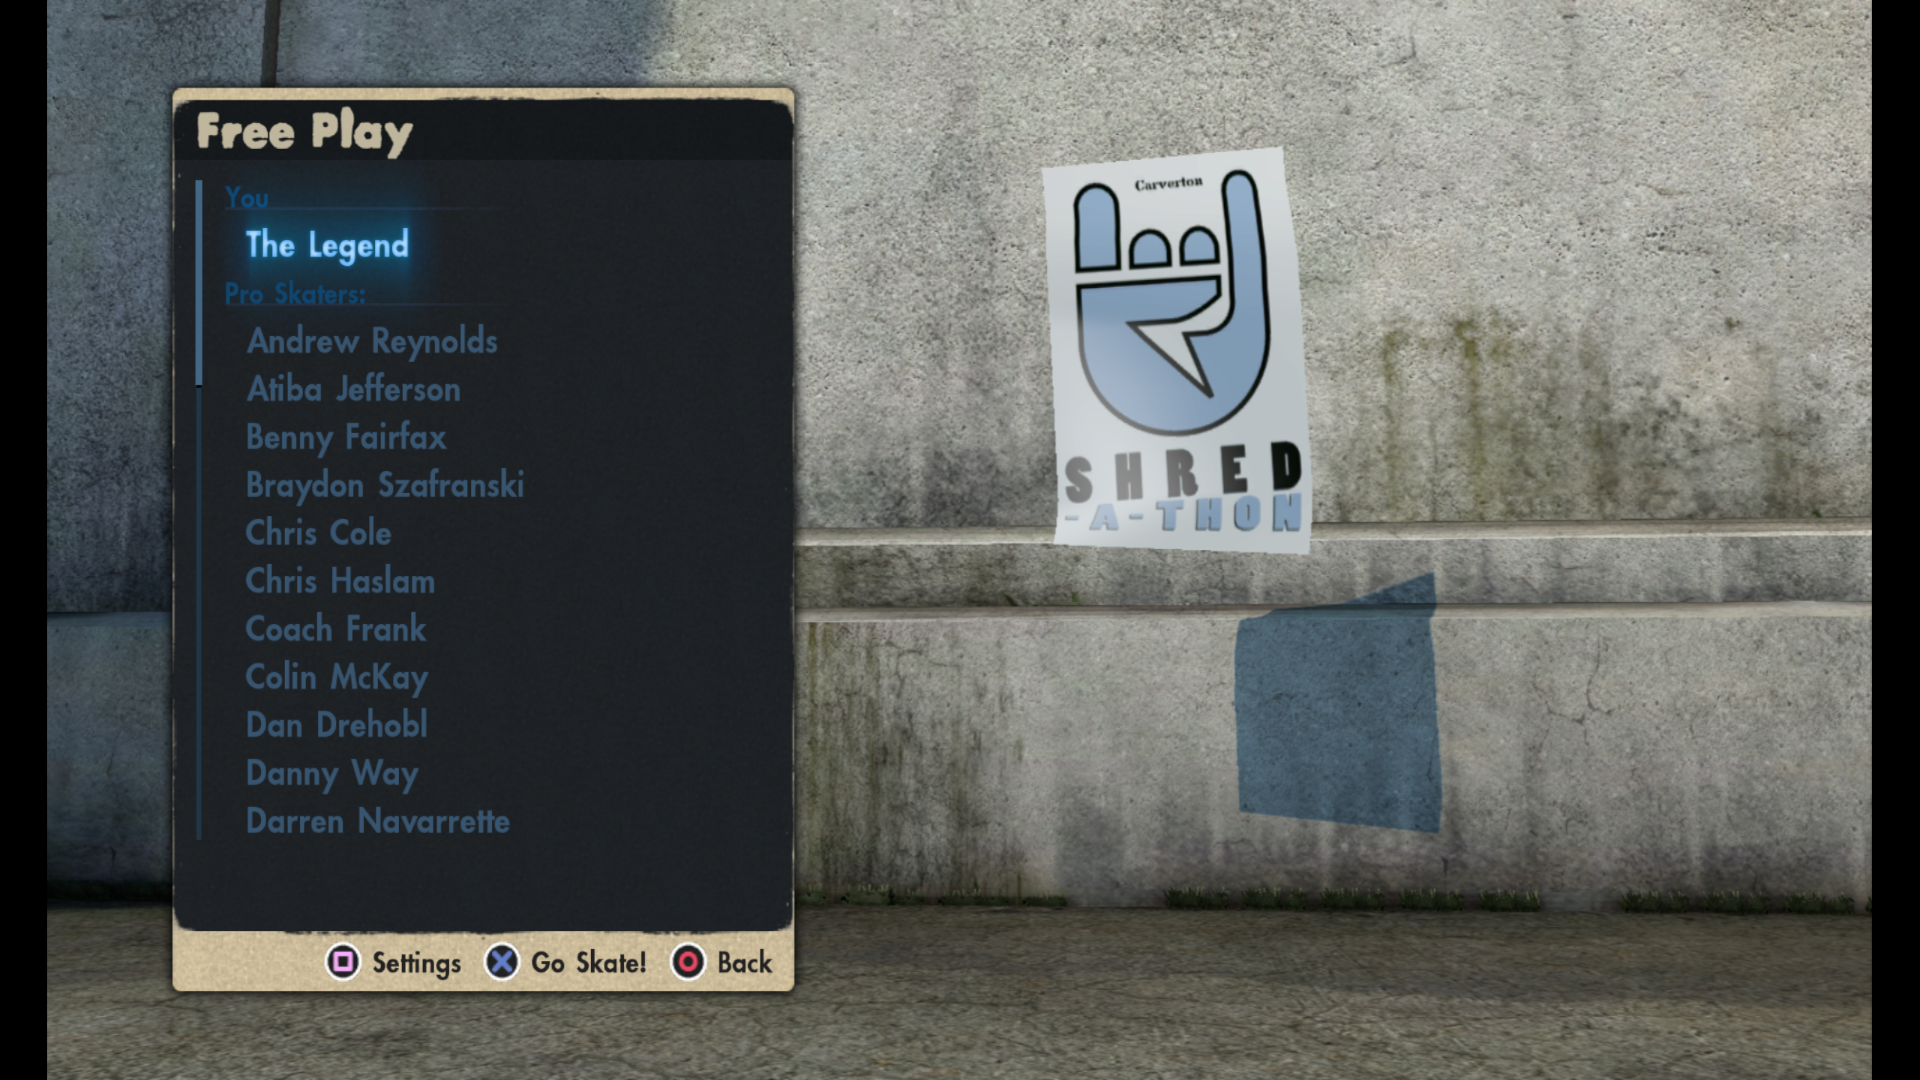 Free Play
You
The Legend
Pro Skaters:
Andrew Reynolds
Atiba Jefferson
Benny Fairfax
Braydon Szafranski
Chris Cole
Chris Haslam
Coach Frank
Colin McKay
Dan Drehobl
Danny Way
Darren Navarrette
Settings Go Skate! Back
Carverton
SHRED
-A-THON